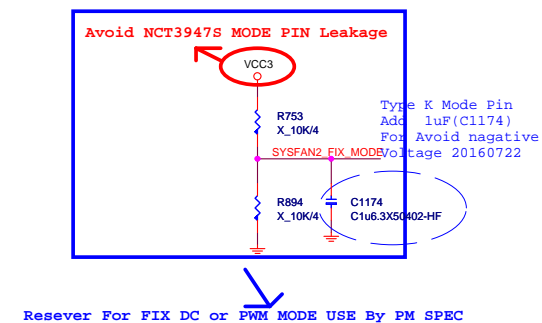 Avoid NCT3947S MODE PIN Leakage
VCC3
R753
X_10K/4
Type K Mode Pin
Add 1uF(C1174)
For Avoid nagative
Voltage 20160722
SYSFAN2_FIX_MODE
R894
X_10K/4
C1174
C1u6.3X50402-HF
Resever For FIX DC or PWM MODE USE By PM SPEC